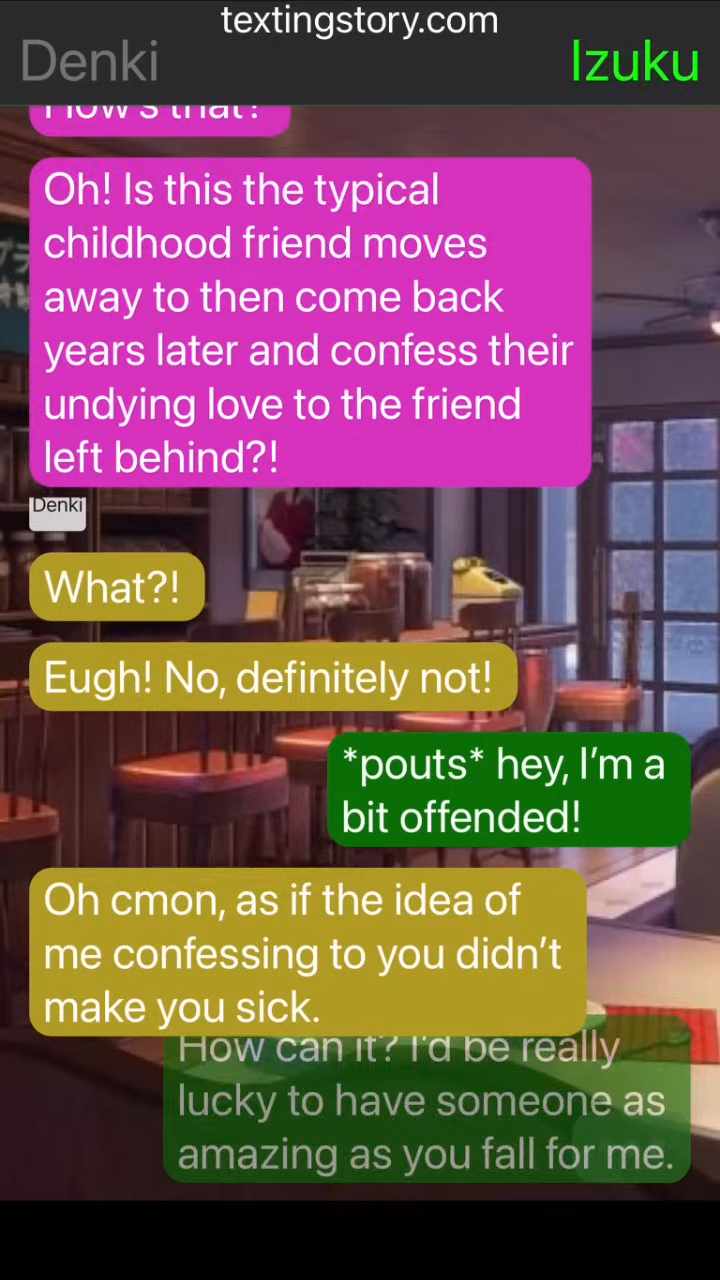 textingstory.com
Denki
Izuku
How's that?
Oh! Is this the typical
childhood friend moves
away to then come back
years later and confess their
undying love to the friend
left behind?!
Denki
What?!
Eugh! No, definitely not!
*pouts* hey, I’m a
bit offended!
Oh cmon, as if the idea of
me confessing to you didn’t
make you sick.
How can it? I'd be really
lucky to have someone as
amazing as you fall for me.